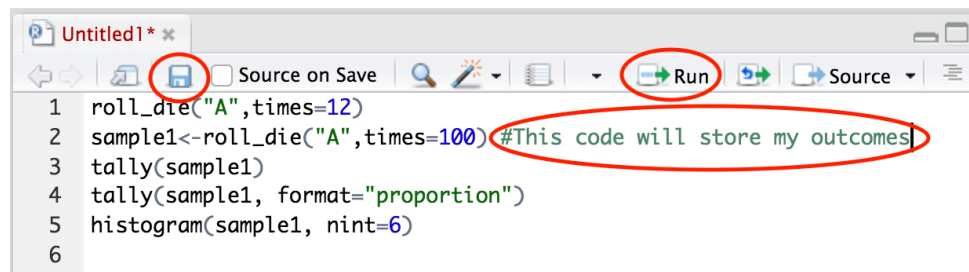 Untitled1*
Source on Save Run Source
1 roll_die("A",times=12)
2 sample1<-roll_die("A",times=100) #This code will store my outcomes
3 tally(sample1)
4 tally(sample1, format="proportion")
5 histogram(sample1, nint=6)
6